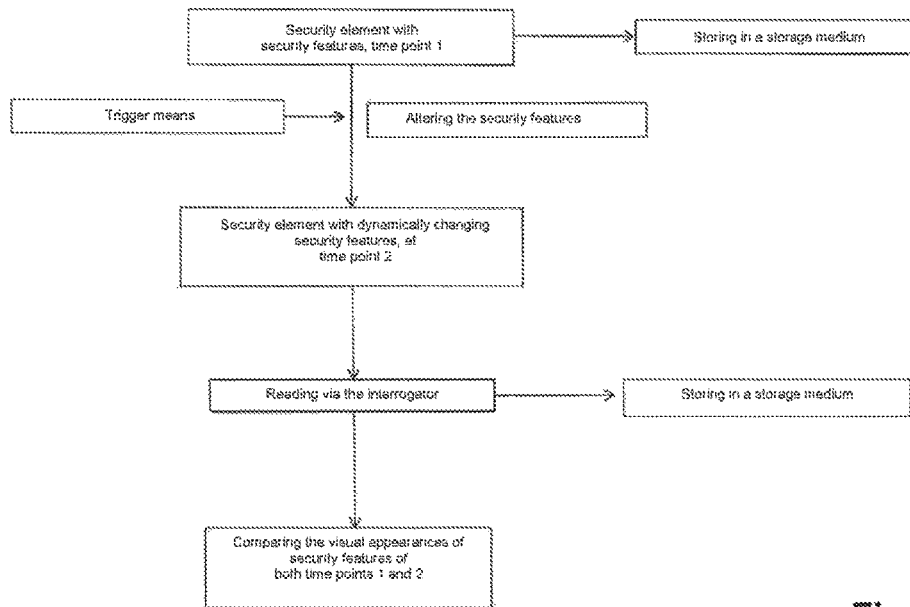 Security element with
security features, time point 1
Storing in a storage medium
Trigger means
Altering the security features
Security element with dynamically changing
security features, at
time point 2
Reading via the interrogator
Storing in a storage medium
Comparing the visual appearances of
security features of
both time points 1 and 2